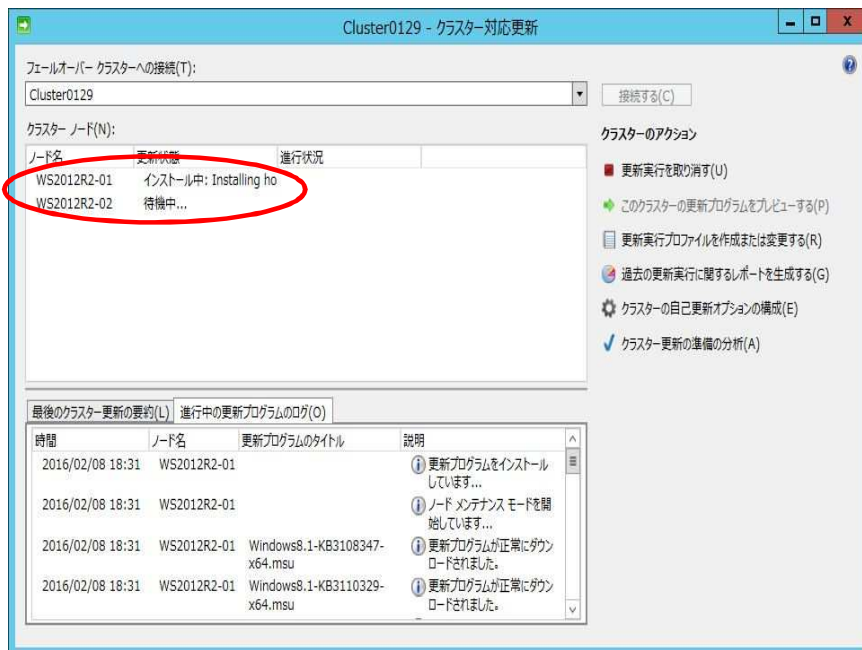 Cluster0129 - クラスター対応更新
フェールオーバー クラスターへの接続(T):
Cluster0129
接続する(C)
クラスター ノード(N):
ノード名 更新状態 進行状況
WS2012R2-01 インストール中: Installing ho
WS2012R2-02 待機中...
クラスターのアクション
更新実行を取り消す(U)
このクラスターの更新プログラムをプレビューする(P)
更新実行プロファイルを作成または変更する(R)
過去の更新実行に関するレポートを生成する(G)
クラスターの自己更新オプションの構成(E)
クラスター更新の準備の分析(A)
最後のクラスター更新の要約(L) 進行中の更新プログラムのログ(O)
時間 ノード名 更新プログラムのタイトル 説明
2016/02/08 18:31 WS2012R2-01 更新プログラムをインストール
しています...
2016/02/08 18:31 WS2012R2-01 ノード メンテナンス モードを開
始しています...
2016/02/08 18:31 WS2012R2-01 Windows8.1-KB3108347- 更新プログラムが正常にダウン
x64.msu ロードされました。
2016/02/08 18:31 WS2012R2-01 Windows8.1-KB3110329- 更新プログラムが正常にダウン
x64.msu ロードされました。